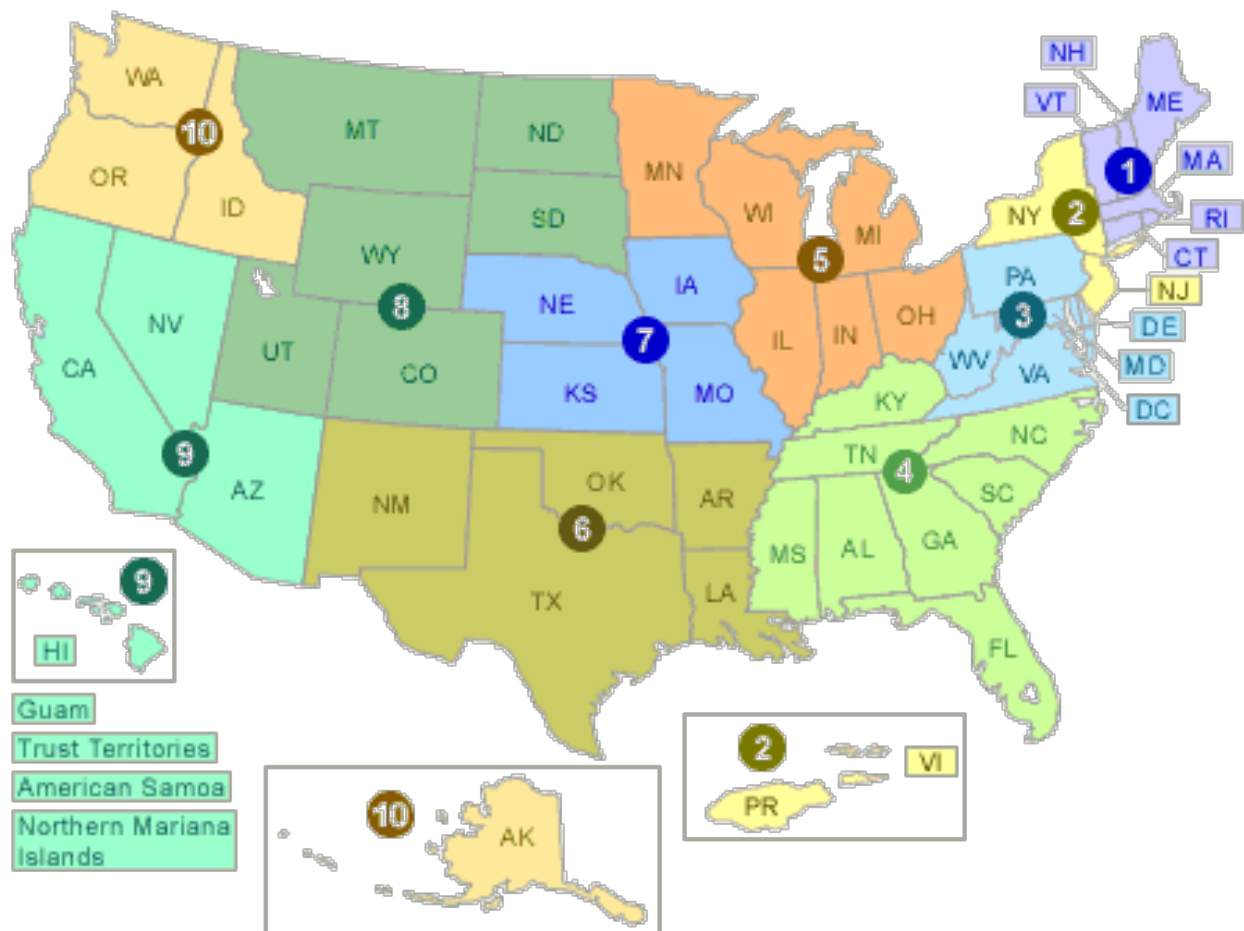 NH
WA
VT
ME
10
MT
ND
MA
OR
MN
1
ID
SD
WI
NY
2
RI
MI
WY
5
CT
PA
IA
NJ
NE
8
3
NV
OH
DE
7
IL
IN
UT
WV
MD
CA
CO
VA
KS
MO
KY
DC
NC
9
TN
4
AZ
OK
SC
NM
AR
6
GA
MS
AL
9
TX
LA
HI
FL
Guam
2
Trust Territories
VI
American Samoa
PR
10
Northern Mariana
Islands
AK